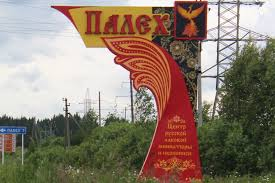 ПАЛЕХ
Центр
русской
лаковой
миниатюры
и иконописи